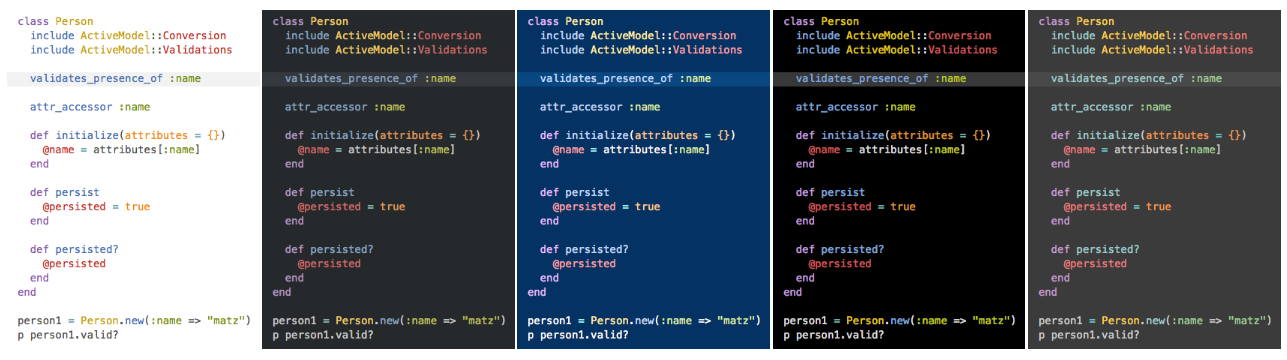 class Person
  include ActiveModel::Conversion
  include ActiveModel::Validations
  validates_presence_of :name
  attr_accessor :name
  def initialize(attributes = {})
    @name = attributes[:name]
  end
  def persist
    @persisted = true
  end
  def persisted?
    @persisted
  end
end
person1 = Person.new(:name => "matz")
p person1.valid?
class Person
  include ActiveModel::Conversion
  include ActiveModel::Validations
  validates_presence_of :name
  attr_accessor :name
  def initialize(attributes = {})
    @name = attributes[:name]
  end
  def persist
    @persisted = true
  end
  def persisted?
    @persisted
  end
end
person1 = Person.new(:name => "matz")
p person1.valid?
class Person
  include ActiveModel::Conversion
  include ActiveModel::Validations
  validates_presence_of :name
  attr_accessor :name
  def initialize(attributes = {})
    @name = attributes[:name]
  end
  def persist
    @persisted = true
  end
  def persisted?
    @persisted
  end
end
person1 = Person.new(:name => "matz")
p person1.valid?
class Person
  include ActiveModel::Conversion
  include ActiveModel::Validations
  validates_presence_of :name
  attr_accessor :name
  def initialize(attributes = {})
    @name = attributes[:name]
  end
  def persist
    @persisted = true
  end
  def persisted?
    @persisted
  end
end
person1 = Person.new(:name => "matz")
p person1.valid?
class Person
  include ActiveModel::Conversion
  include ActiveModel::Validations
  validates_presence_of :name
  attr_accessor :name
  def initialize(attributes = {})
    @name = attributes[:name]
  end
  def persist
    @persisted = true
  end
  def persisted?
    @persisted
  end
end
person1 = Person.new(:name => "matz")
p person1.valid?